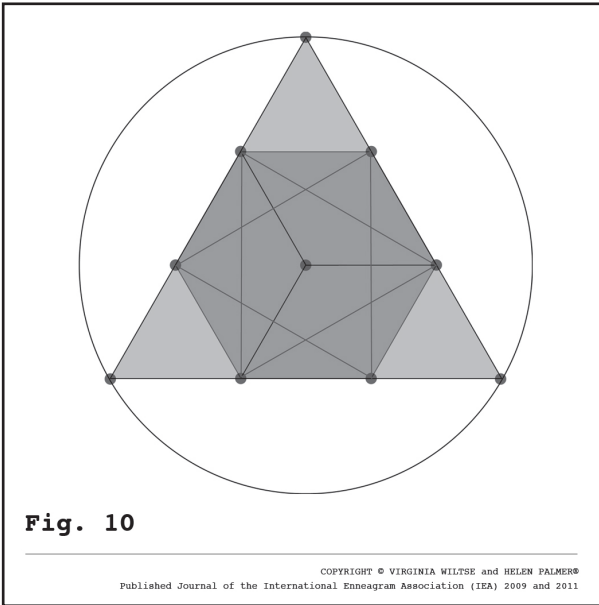 Fig. 10
COPYRIGHT © VIRGINIA WILTSE and HELEN PALMER®
Published Journal of the International Enneagram Association (IEA) 2009 and 2011